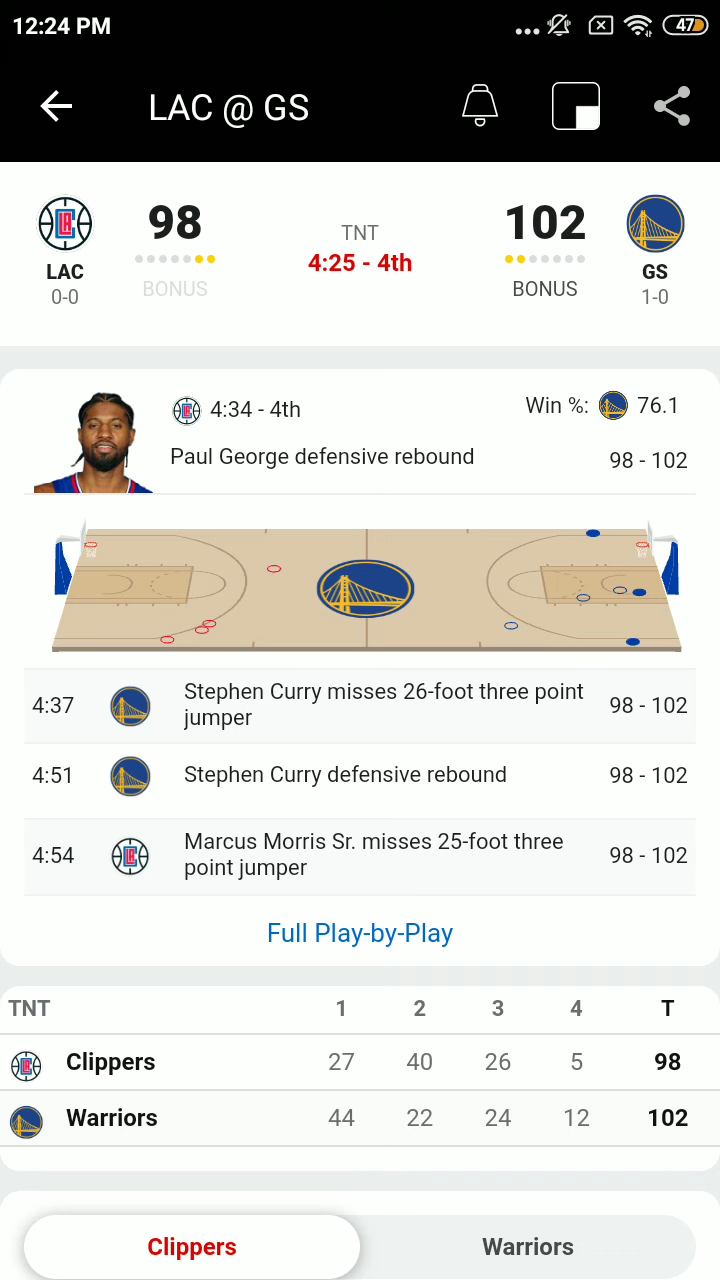 12:24 PM
47
LAC @ GS
98
TNT
102
4:25 - 4th
LAC
BONUS
BONUS
GS
0-0
1-0
4:34 - 4th
Win %:
76.1
Paul George defensive rebound
98 - 102
4:37
Stephen Curry misses 26-foot three point
jumper
98 - 102
4:51
Stephen Curry defensive rebound
98 - 102
4:54
Marcus Morris Sr. misses 25-foot three
point jumper
98 - 102
Full Play-by-Play
TNT 1 2 3 4 T
Clippers 27 40 26 5 98
Warriors 44 22 24 12 102
Clippers
Warriors